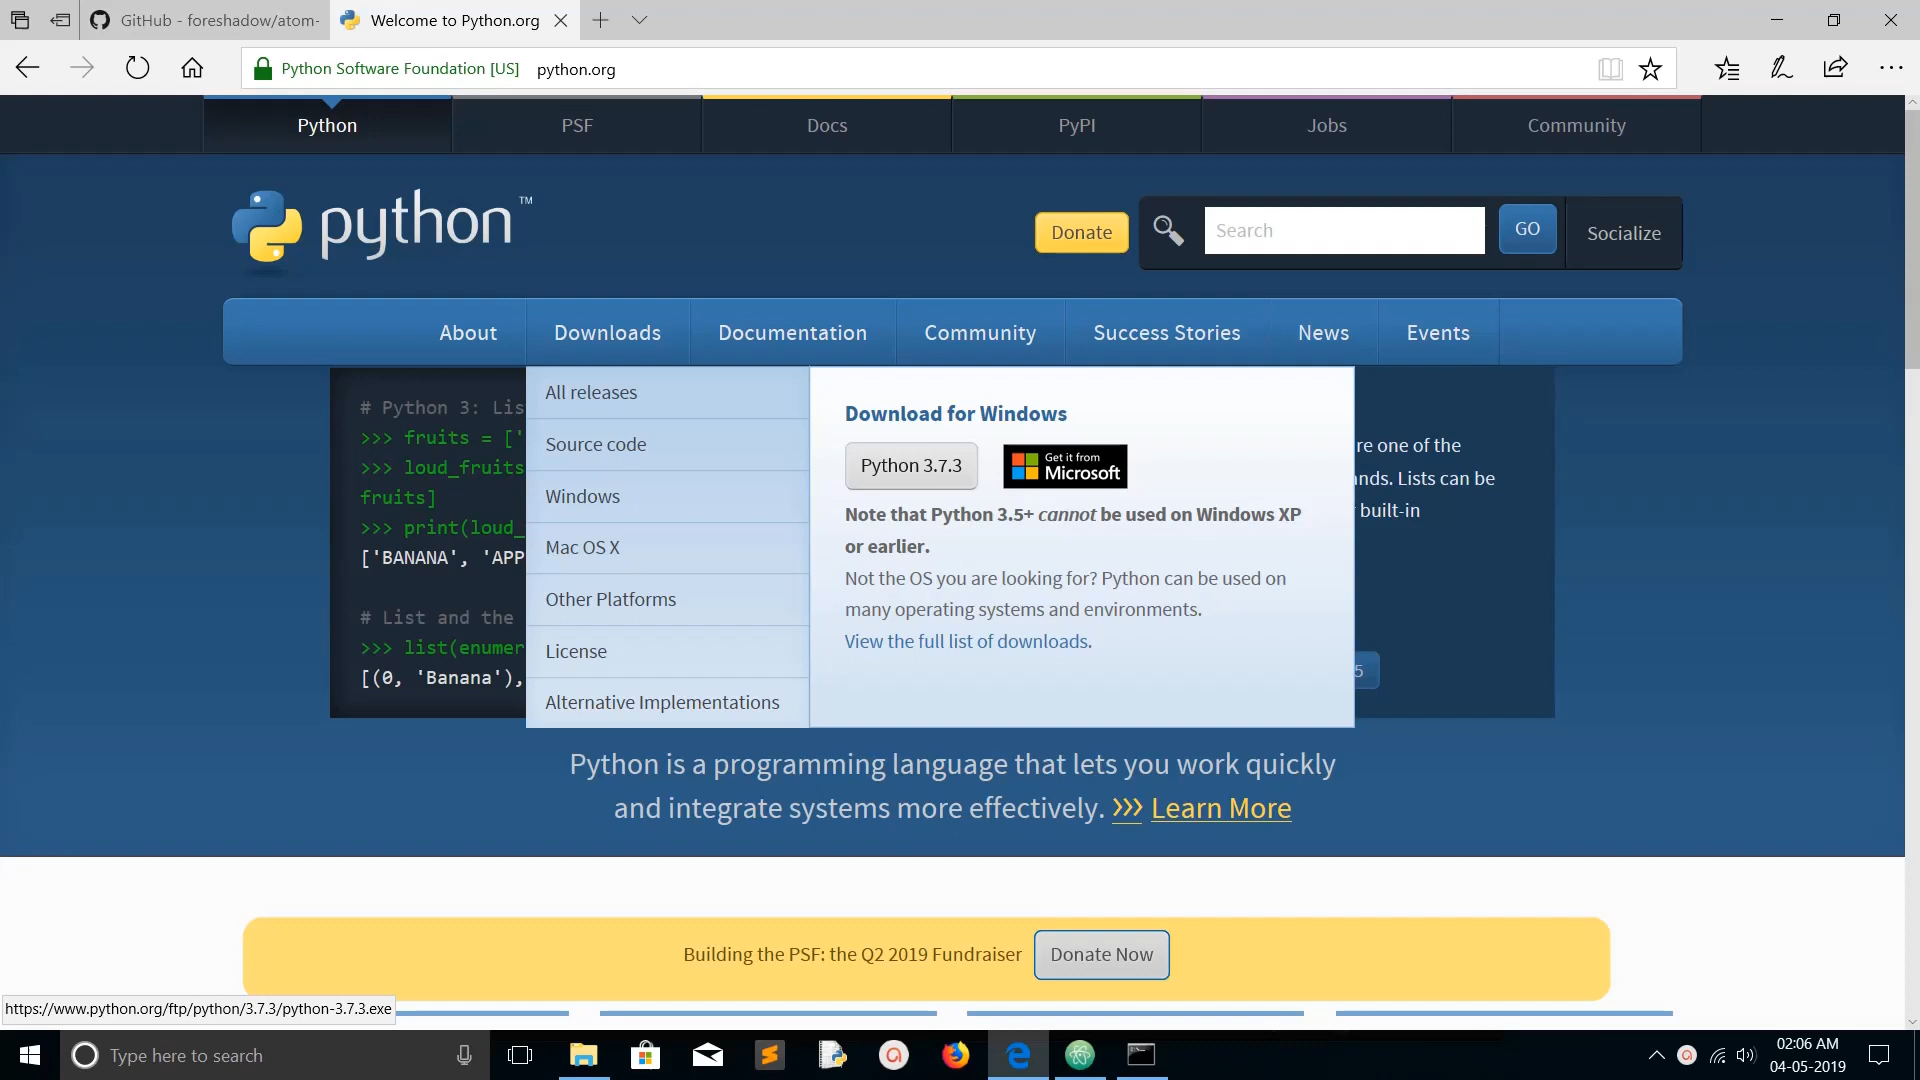 GitHub - foreshadow/atom-
Welcome to Python.org
Python Software Foundation [US] python.org
Python
PSF
Docs
PyPI
Jobs
Community
python™
Donate
Search
GO
Socialize
About
Downloads
Documentation
Community
Success Stories
News
Events
# Python 3: Lis
>>> fruits = ['
>>> loud_fruits
fruits]
>>> print(loud_
['BANANA', 'APP
# List and the
>>> list(enumer
[(0, 'Banana'),
All releases
Source code
Windows
Mac OS X
Other Platforms
License
Alternative Implementations
Download for Windows
Python 3.7.3
Get it from
Microsoft
Note that Python 3.5+ cannot be used on Windows XP
or earlier.
Not the OS you are looking for? Python can be used on
many operating systems and environments.
View the full list of downloads.
re one of the
nds. Lists can be
built-in
5
Python is a programming language that lets you work quickly
and integrate systems more effectively. >>> Learn More
Building the PSF: the Q2 2019 Fundraiser
Donate Now
https://www.python.org/ftp/python/3.7.3/python-3.7.3.exe
Type here to search
02:06 AM
04-05-2019